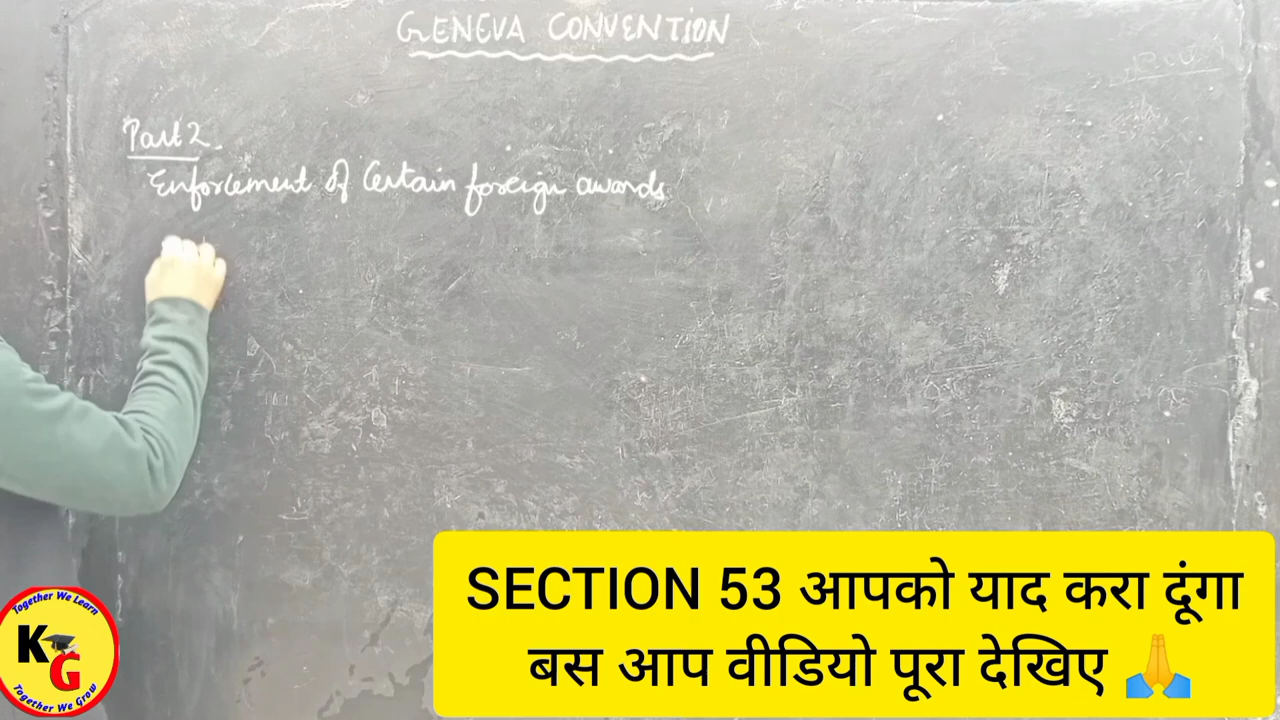 GENEVA CONVENTION
Part 2.
Enforcement of Certain foreign awards
SECTION 53 आपको याद करा दूंगा
बस आप वीडियो पूरा देखिए 🙏
Together We Learn
KG
Together We Grow